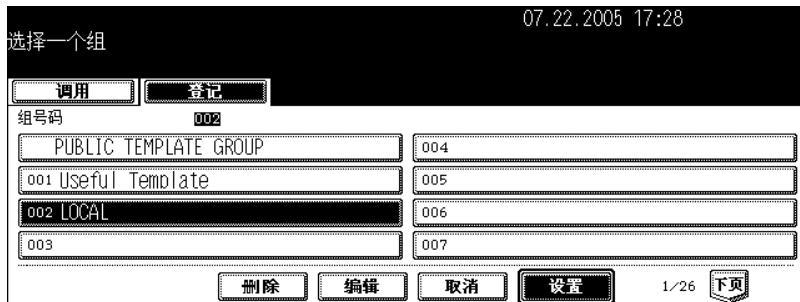 07.22.2005 17:28
选择一个组
调用 登记
组号码 002
PUBLIC TEMPLATE GROUP 004
001 Useful Template 005
002 LOCAL 006
003 007
删除 编辑 取消 设置 1/26 下页